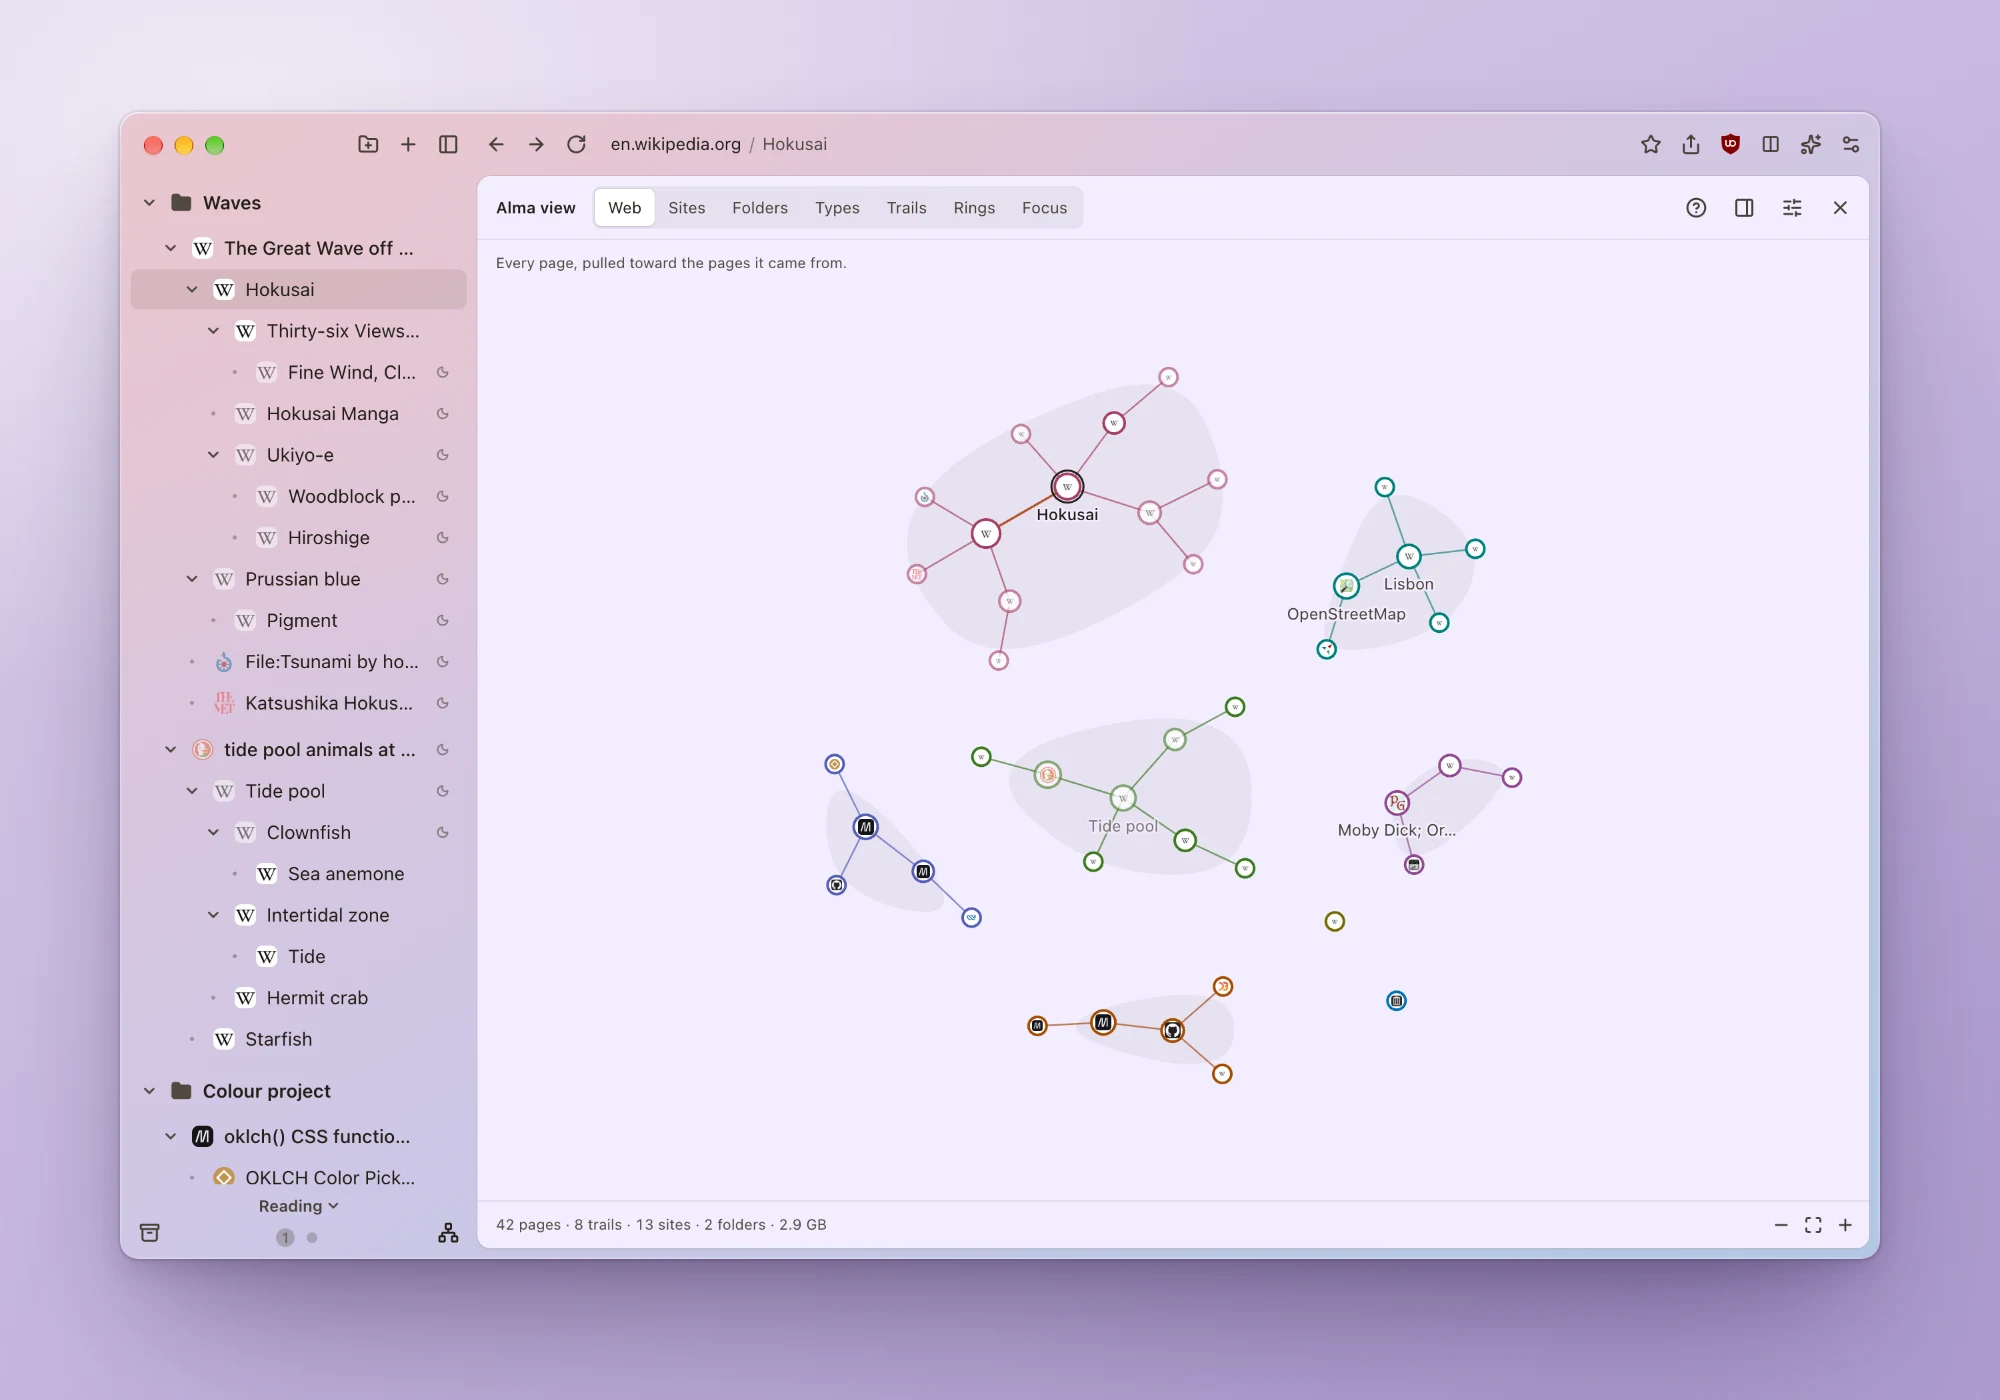 en.wikipedia.org / Hokusai
Waves
The Great Wave off ...
Hokusai
Thirty-six Views...
Fine Wind, Cl...
Hokusai Manga
Ukiyo-e
Woodblock p...
Hiroshige
Prussian blue
Pigment
File:Tsunami by ho...
Katsushika Hokus...
tide pool animals at ...
Tide pool
Clownfish
Sea anemone
Intertidal zone
Tide
Hermit crab
Starfish
Colour project
oklch() CSS functio...
OKLCH Color Pick...
Reading
1
Alma view Web Sites Folders Types Trails Rings Focus
Every page, pulled toward the pages it came from.
Hokusai
Lisbon
OpenStreetMap
Tide pool
Moby Dick; Or...
42 pages · 8 trails · 13 sites · 2 folders · 2.9 GB